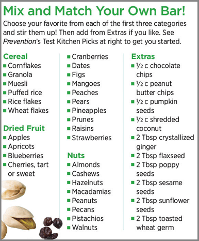 Mix and Match Your Own Bar!
Choose your favorite from each of the first three categories
and stir them up! Then add from Extras if you like. See
Prevention's Test Kitchen Picks at right to get you started.
Cereal
Cornflakes
Granola
Muesli
Puffed rice
Rice flakes
Wheat flakes
Dried Fruit
Apples
Apricots
Blueberries
Cherries, tart
or sweet
Cranberries
Dates
Figs
Mangoes
Peaches
Pears
Pineapples
Prunes
Raisins
Strawberries
Nuts
Almonds
Cashews
Hazelnuts
Macadamias
Peanuts
Pecans
Pistachios
Walnuts
Extras
½ c chocolate
chips
½ c peanut
butter chips
½ c pumpkin
seeds
½ c shredded
coconut
2 Tbsp crystallized
ginger
2 Tbsp flaxseed
2 Tbsp poppy
seeds
2 Tbsp sesame
seeds
2 Tbsp sunflower
seeds
2 Tbsp toasted
wheat germ